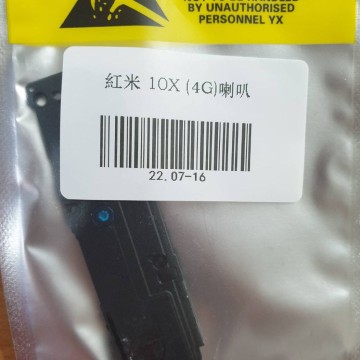 BY UNAUTHORISED
PERSONNEL YX
紅米 10X (4G)喇叭
22.07-16